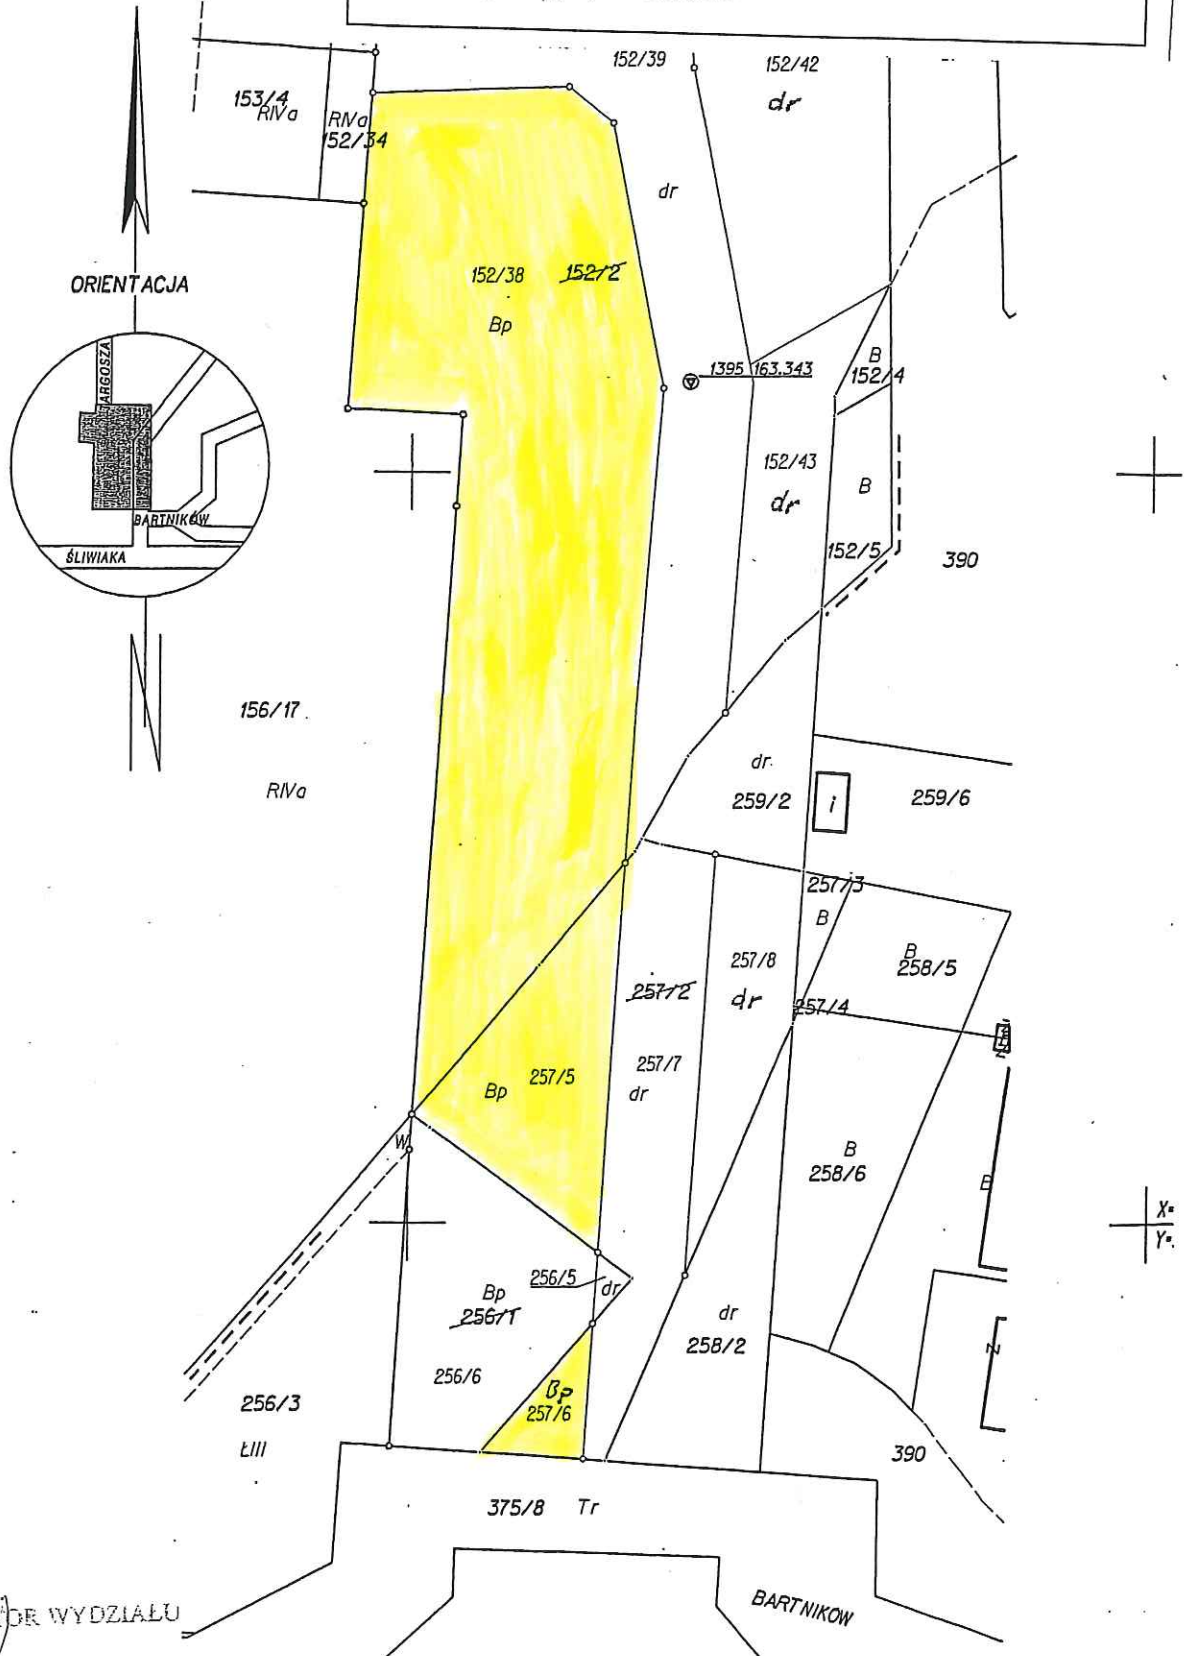 152/39
152/42
dr
153/4
RIVa
RIVa
152/34
dr
ORIENTACJA
152/38
152/2
Bp
1395 163.343
B
152/4
ARGOSZA
BARTNIKÓW
ŚLIWIAKA
152/43
dr
B
152/5
390
156/17
RIVa
dr.
259/2
i
259/6
257/3
B
B
258/5
257/8
dr
257/2
257/4
257/5
Bp
257/7
dr
W
B
258/6
B
X=
Y=
256/5
dr
Bp
256/1
dr
258/2
N
256/6
Bp
257/6
256/3
ŁIII
390
375/8 Tr
BARTNIKOW
OR WYDZIAŁU